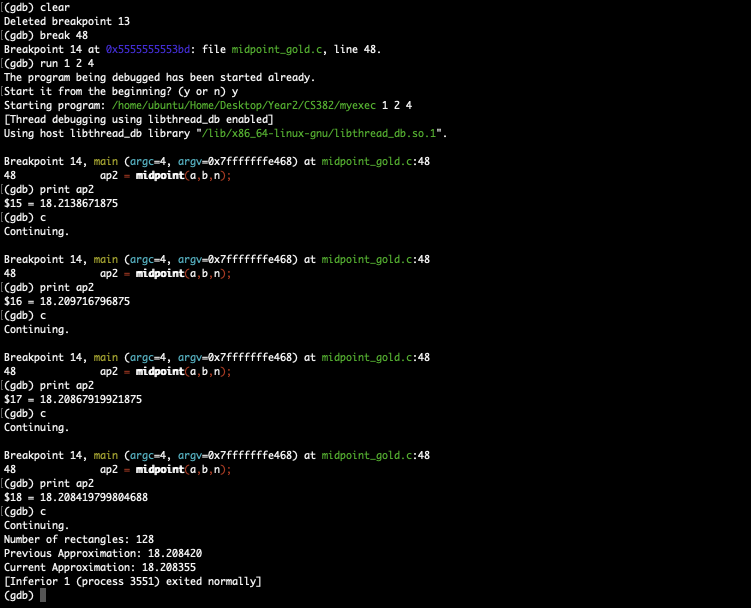 (gdb) clear
Deleted breakpoint 13
(gdb) break 48
Breakpoint 14 at 0x5555555553bd: file midpoint_gold.c, line 48.
(gdb) run 1 2 4
The program being debugged has been started already.
Start it from the beginning? (y or n) y
Starting program: /home/ubuntu/Home/Desktop/Year2/CS382/myexec 1 2 4
[Thread debugging using libthread_db enabled]
Using host libthread_db library "/lib/x86_64-linux-gnu/libthread_db.so.1".
Breakpoint 14, main (argc=4, argv=0x7fffffffe468) at midpoint_gold.c:48
48 ap2 = midpoint(a,b,n);
(gdb) print ap2
$15 = 18.2138671875
(gdb) c
Continuing.
Breakpoint 14, main (argc=4, argv=0x7fffffffe468) at midpoint_gold.c:48
48 ap2 = midpoint(a,b,n);
(gdb) print ap2
$16 = 18.209716796875
(gdb) c
Continuing.
Breakpoint 14, main (argc=4, argv=0x7fffffffe468) at midpoint_gold.c:48
48 ap2 = midpoint(a,b,n);
(gdb) print ap2
$17 = 18.20867919921875
(gdb) c
Continuing.
Breakpoint 14, main (argc=4, argv=0x7fffffffe468) at midpoint_gold.c:48
48 ap2 = midpoint(a,b,n);
(gdb) print ap2
$18 = 18.208419799804688
(gdb) c
Continuing.
Number of rectangles: 128
Previous Approximation: 18.208420
Current Approximation: 18.208355
[Inferior 1 (process 3551) exited normally]
(gdb)